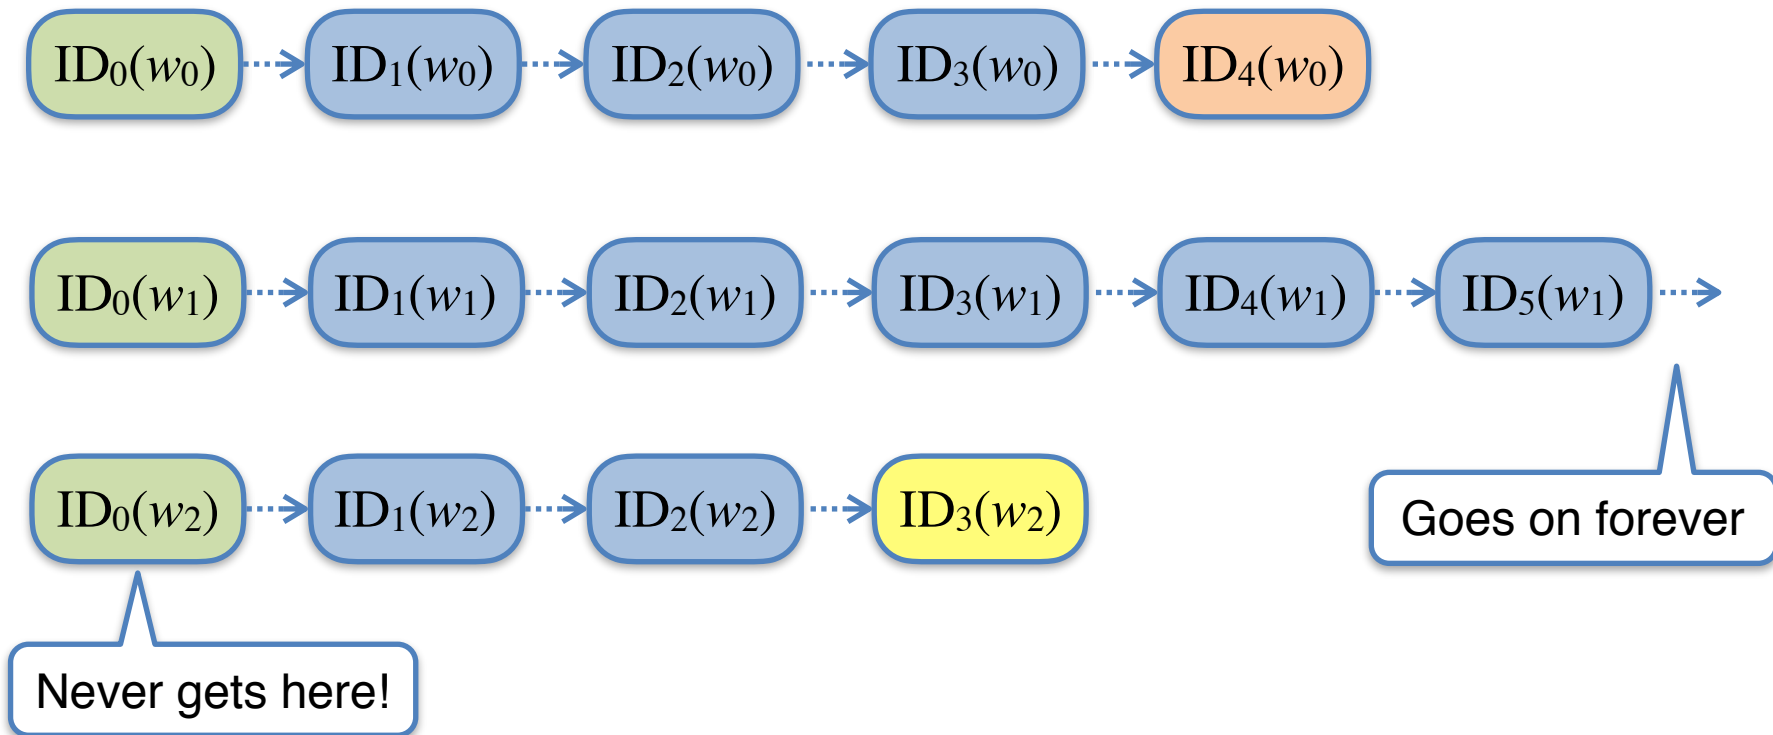 ID₀(w₀) ID₁(w₀) ID₂(w₀) ID₃(w₀) ID₄(w₀)
ID₀(w₁) ID₁(w₁) ID₂(w₁) ID₃(w₁) ID₄(w₁) ID₅(w₁)
ID₀(w₂) ID₁(w₂) ID₂(w₂) ID₃(w₂)
Goes on forever
Never gets here!